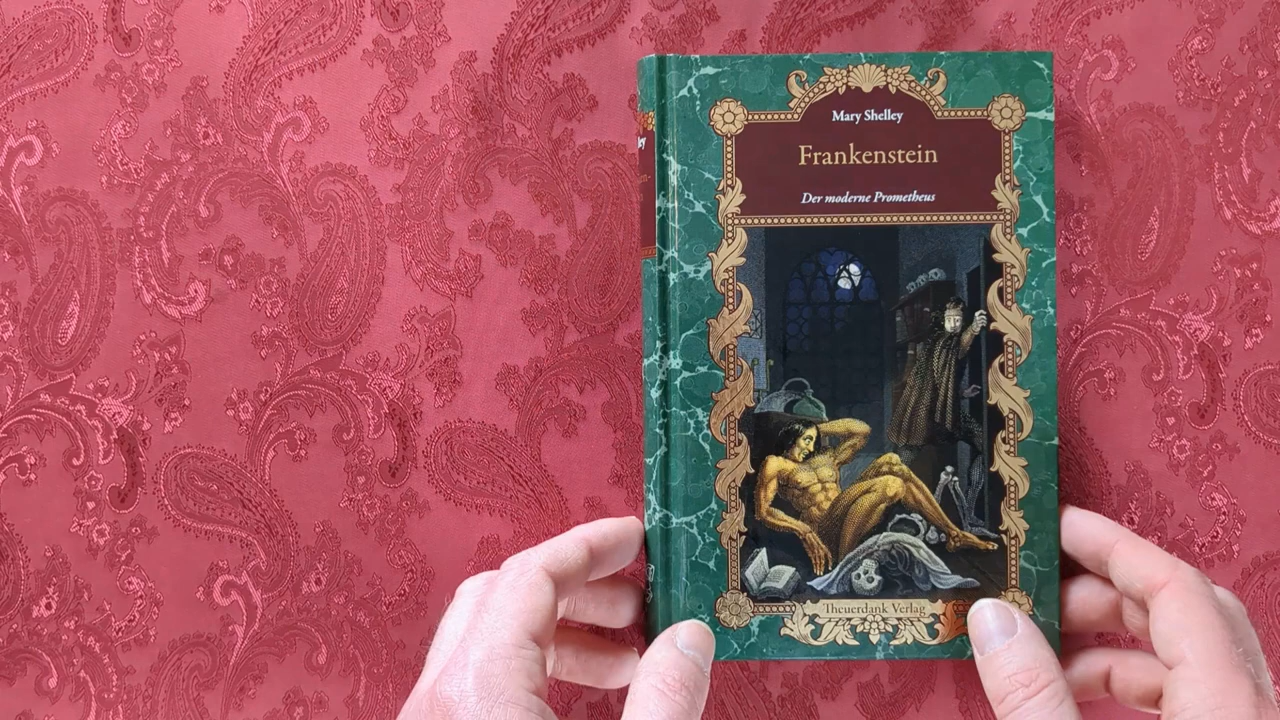 Mary Shelley
Frankenstein
Der moderne Prometheus
Theuerdank Verlag